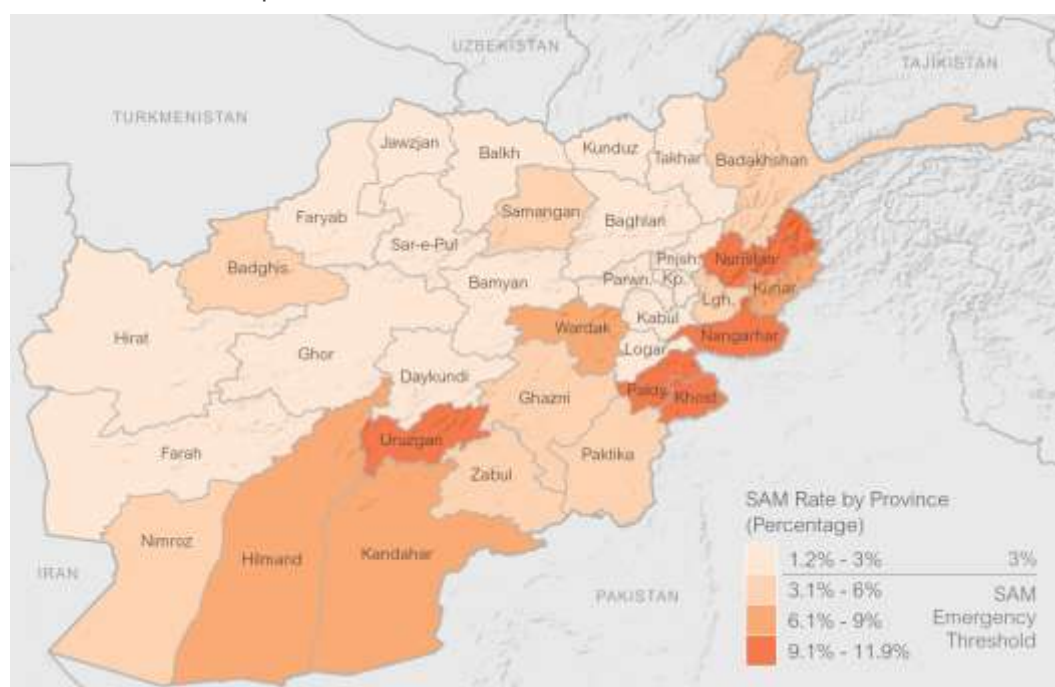 UZBEKISTAN
TAJIKISTAN
TURKMENISTAN
Jawzjan
Balkh
Kunduz
Takhar
Badakhshan
Faryab
Samangan
Baghlan
Sar-e-Pul
Badghis
Pnjsh.
Nuristan
Bamyan
Parwn.
Kp.
Kunar
Lgh.
Kabul
Wardak
Hirat
Nangarhar
Ghor
Logar
Daykundi
Ghazni
Paktya
Khost
Uruzgan
Farah
Zabul
Paktika
Nimroz
Hilmand
Kandahar
IRAN
PAKISTAN
SAM Rate by Province
(Percentage)
1.2% - 3% 3%
3.1% - 6% SAM
6.1% - 9% Emergency
9.1% - 11.9% Threshold